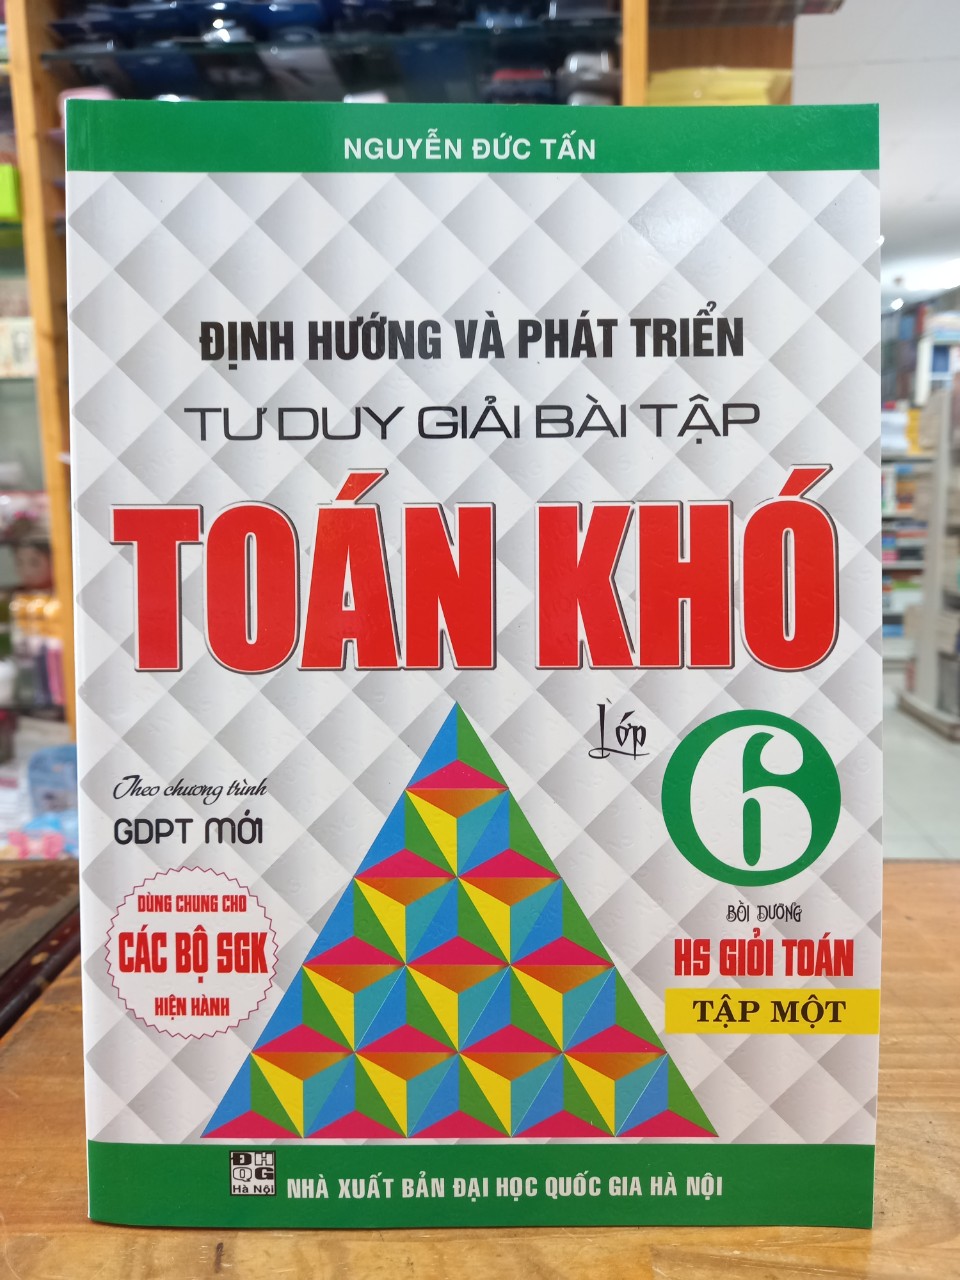 NGUYỄN ĐỨC TẤN
ĐỊNH HƯỚNG VÀ PHÁT TRIỂN
TƯ DUY GIẢI BÀI TẬP
TOÁN KHÓ
Lớp 6
Theo chương trình
GDPT MỚI
DÙNG CHUNG CHO
CÁC BỘ SGK
HIỆN HÀNH
BỒI DƯỠNG
HS GIỎI TOÁN
TẬP MỘT
ĐH
QG
Hà Nội
NHÀ XUẤT BẢN ĐẠI HỌC QUỐC GIA HÀ NỘI